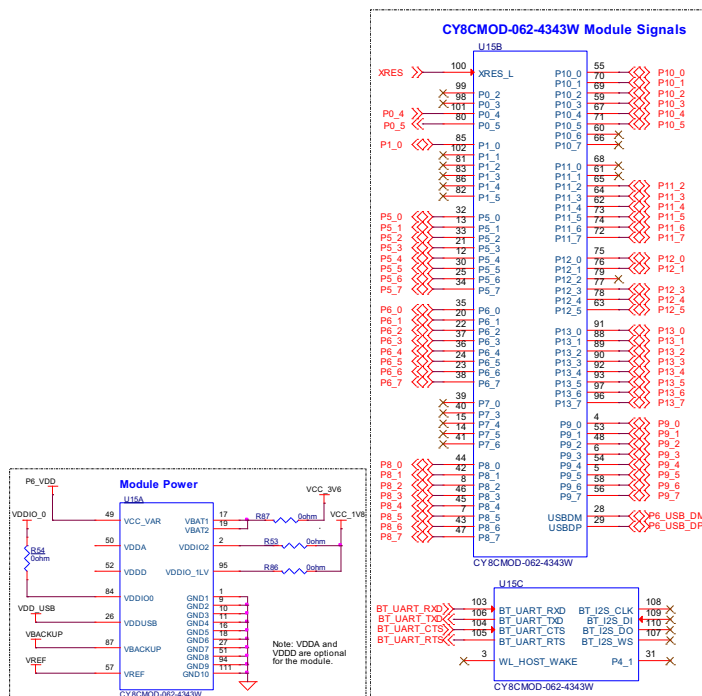 CY8CMOD-062-4343W Module Signals
U15B
XRES 100 XRES_L
99 P0_2
98 P0_3
P0_4 101 P0_4
P0_5 80 P0_5
P1_0 85 P1_0
102 P1_1
81 P1_2
83 P1_3
86 P1_4
82 P1_5
P5_0 32 P5_0
P5_1 13 P5_1
P5_2 33 P5_2
P5_3 21 P5_3
P5_4 12 P5_4
P5_5 30 P5_5
P5_6 25 P5_6
P5_7 34 P5_7
P6_0 35 P6_0
P6_1 20 P6_1
P6_2 22 P6_2
P6_3 37 P6_3
P6_4 36 P6_4
P6_5 24 P6_5
P6_6 23 P6_6
P6_7 38 P6_7
39 P7_0
40 P7_3
15 P7_4
14 P7_5
41 P7_6
P8_0 44 P8_0
P8_1 42 P8_1
P8_2 8 P8_2
P8_3 46 P8_3
P8_4 45 P8_4
P8_5 7 P8_5
P8_6 43 P8_6
P8_7 47 P8_7
P10_0 55 P10_0
P10_1 70 P10_1
P10_2 69 P10_2
P10_3 59 P10_3
P10_4 67 P10_4
P10_5 71 P10_5
P10_6 60
P10_7 66
P11_0 68
P11_1 61
P11_2 65 P11_2
P11_3 64 P11_3
P11_4 62 P11_4
P11_5 73 P11_5
P11_6 74 P11_6
P11_7 72 P11_7
P12_0 75 P12_0
P12_1 76 P12_1
P12_2 79
P12_3 77 P12_3
P12_4 78 P12_4
P12_5 63 P12_5
P13_0 91 P13_0
P13_1 88 P13_1
P13_2 89 P13_2
P13_3 90 P13_3
P13_4 92 P13_4
P13_5 93 P13_5
P13_6 97 P13_6
P13_7 96 P13_7
P9_0 4 P9_0
P9_1 53 P9_1
P9_2 48 P9_2
P9_3 6 P9_3
P9_4 54 P9_4
P9_5 5 P9_5
P9_6 58 P9_6
P9_7 56 P9_7
USBDM 28 P6_USB_DM
USBDP 29 P6_USB_DP
CY8CMOD-062-4343W
U15C
BT_UART_RXD 103 BT_UART_RXD
BT_UART_TXD 106 BT_UART_TXD
BT_UART_CTS 104 BT_UART_CTS
BT_UART_RTS 105 BT_UART_RTS
3 WL_HOST_WAKE
BT_I2S_CLK 108
BT_I2S_DI 109
BT_I2S_DO 110
BT_I2S_WS 107
P4_1 31
CY8CMOD-062-4343W
Module Power
U15A
P6_VDD
VDDIO_0
R54
0ohm
VDD_USB
VBACKUP
VREF
49 VCC_VAR
50 VDDA
52 VDDD
84 VDDIO0
26 VDDUSB
87 VBACKUP
57 VREF
VBAT1 17
VBAT2 19
VDDIO2 2
VDDIO_1LV 95
GND1 1
GND2 9
GND3 10
GND4 11
GND5 16
GND6 18
GND7 27
GND8 51
GND9 94
GND10 111
R87 0ohm
VCC_3V6
R53 0ohm
VCC_1V8
R86 0ohm
Note: VDDA and
VDDD are optional
for the module.
CY8CMOD-062-4343W